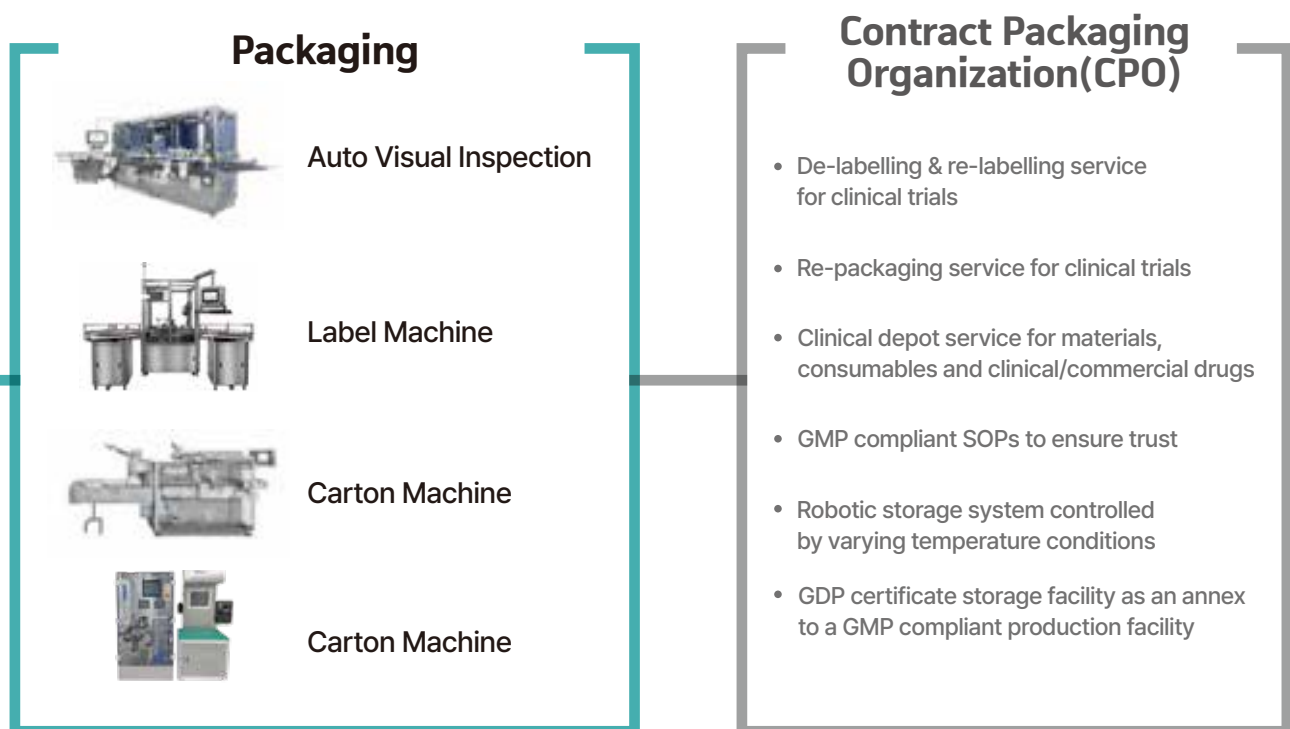 Packaging
Auto Visual Inspection
Label Machine
Carton Machine
Carton Machine
Contract Packaging
Organization(CPO)
• De-labelling & re-labelling service
for clinical trials
• Re-packaging service for clinical trials
• Clinical depot service for materials,
consumables and clinical/commercial drugs
• GMP compliant SOPs to ensure trust
• Robotic storage system controlled
by varying temperature conditions
• GDP certificate storage facility as an annex
to a GMP compliant production facility